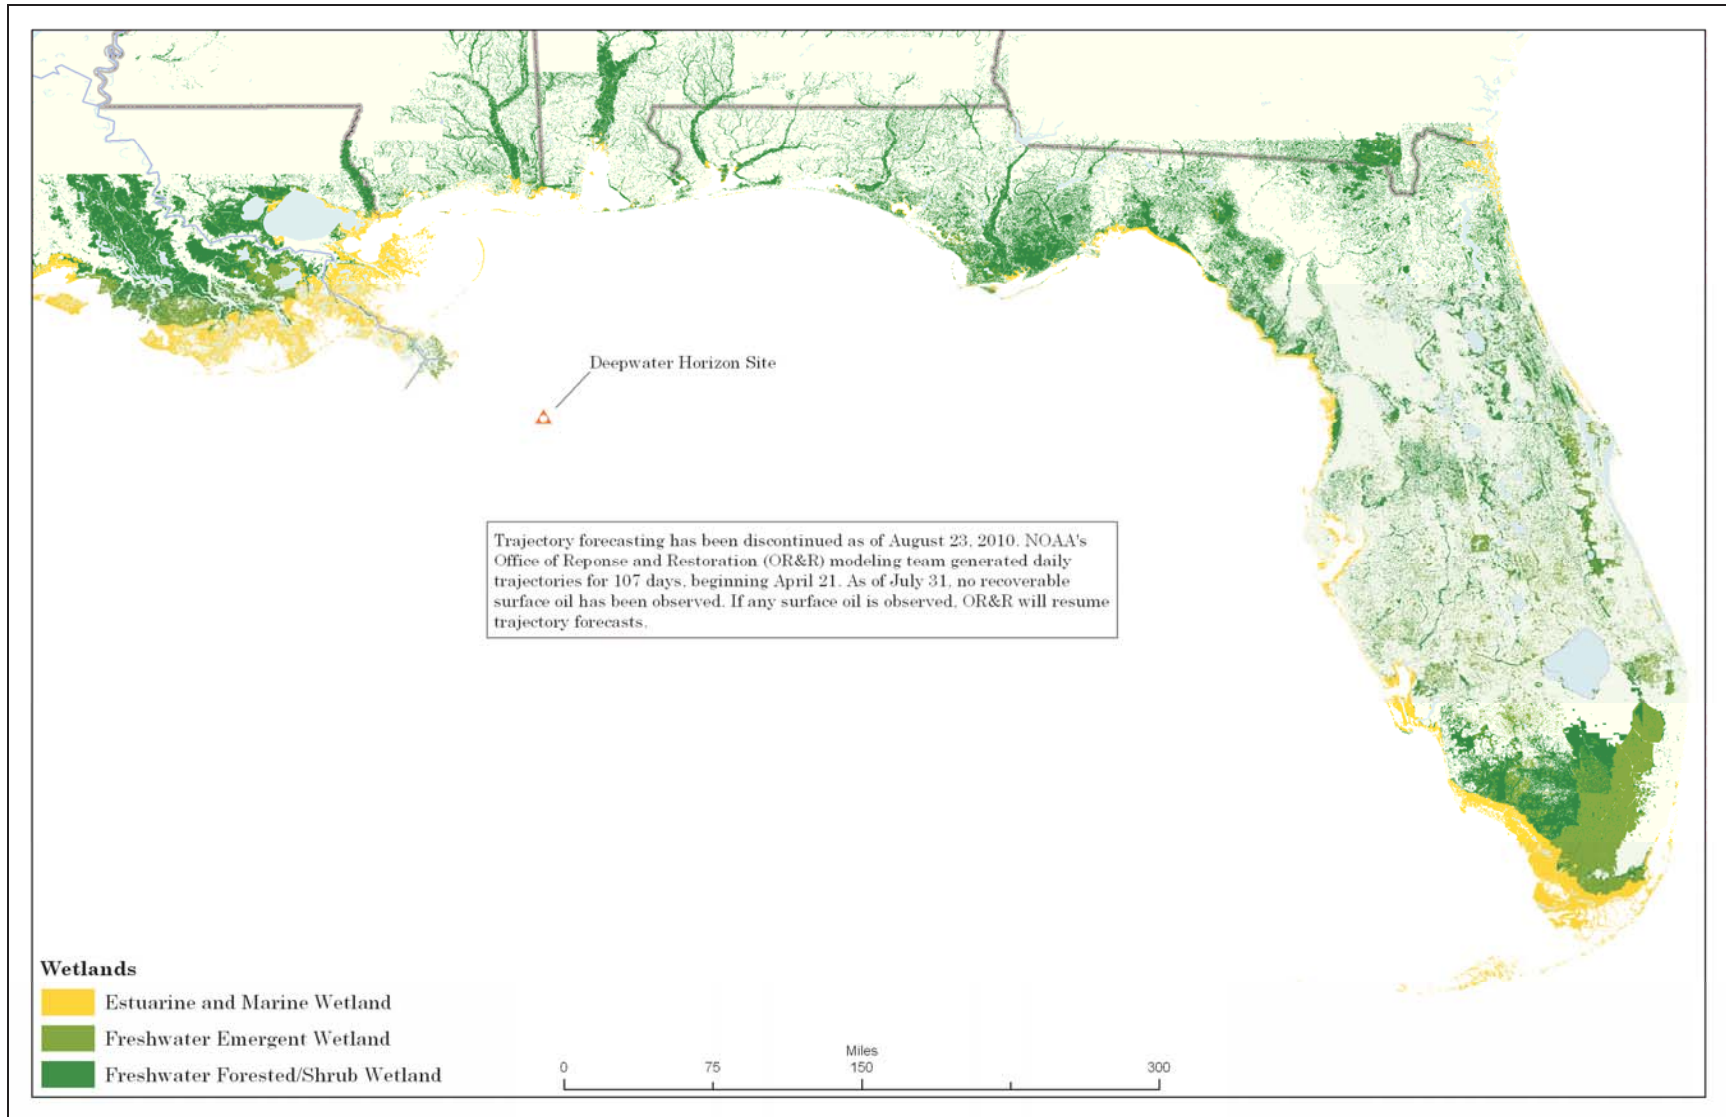 Deepwater Horizon Site
Trajectory forecasting has been discontinued as of August 23, 2010. NOAA's
Office of Reponse and Restoration (OR&R) modeling team generated daily
trajectories for 107 days, beginning April 21. As of July 31, no recoverable
surface oil has been observed. If any surface oil is observed, OR&R will resume
trajectory forecasts.
Wetlands
Estuarine and Marine Wetland
Freshwater Emergent Wetland
Freshwater Forested/Shrub Wetland
Miles
0 75 150 300